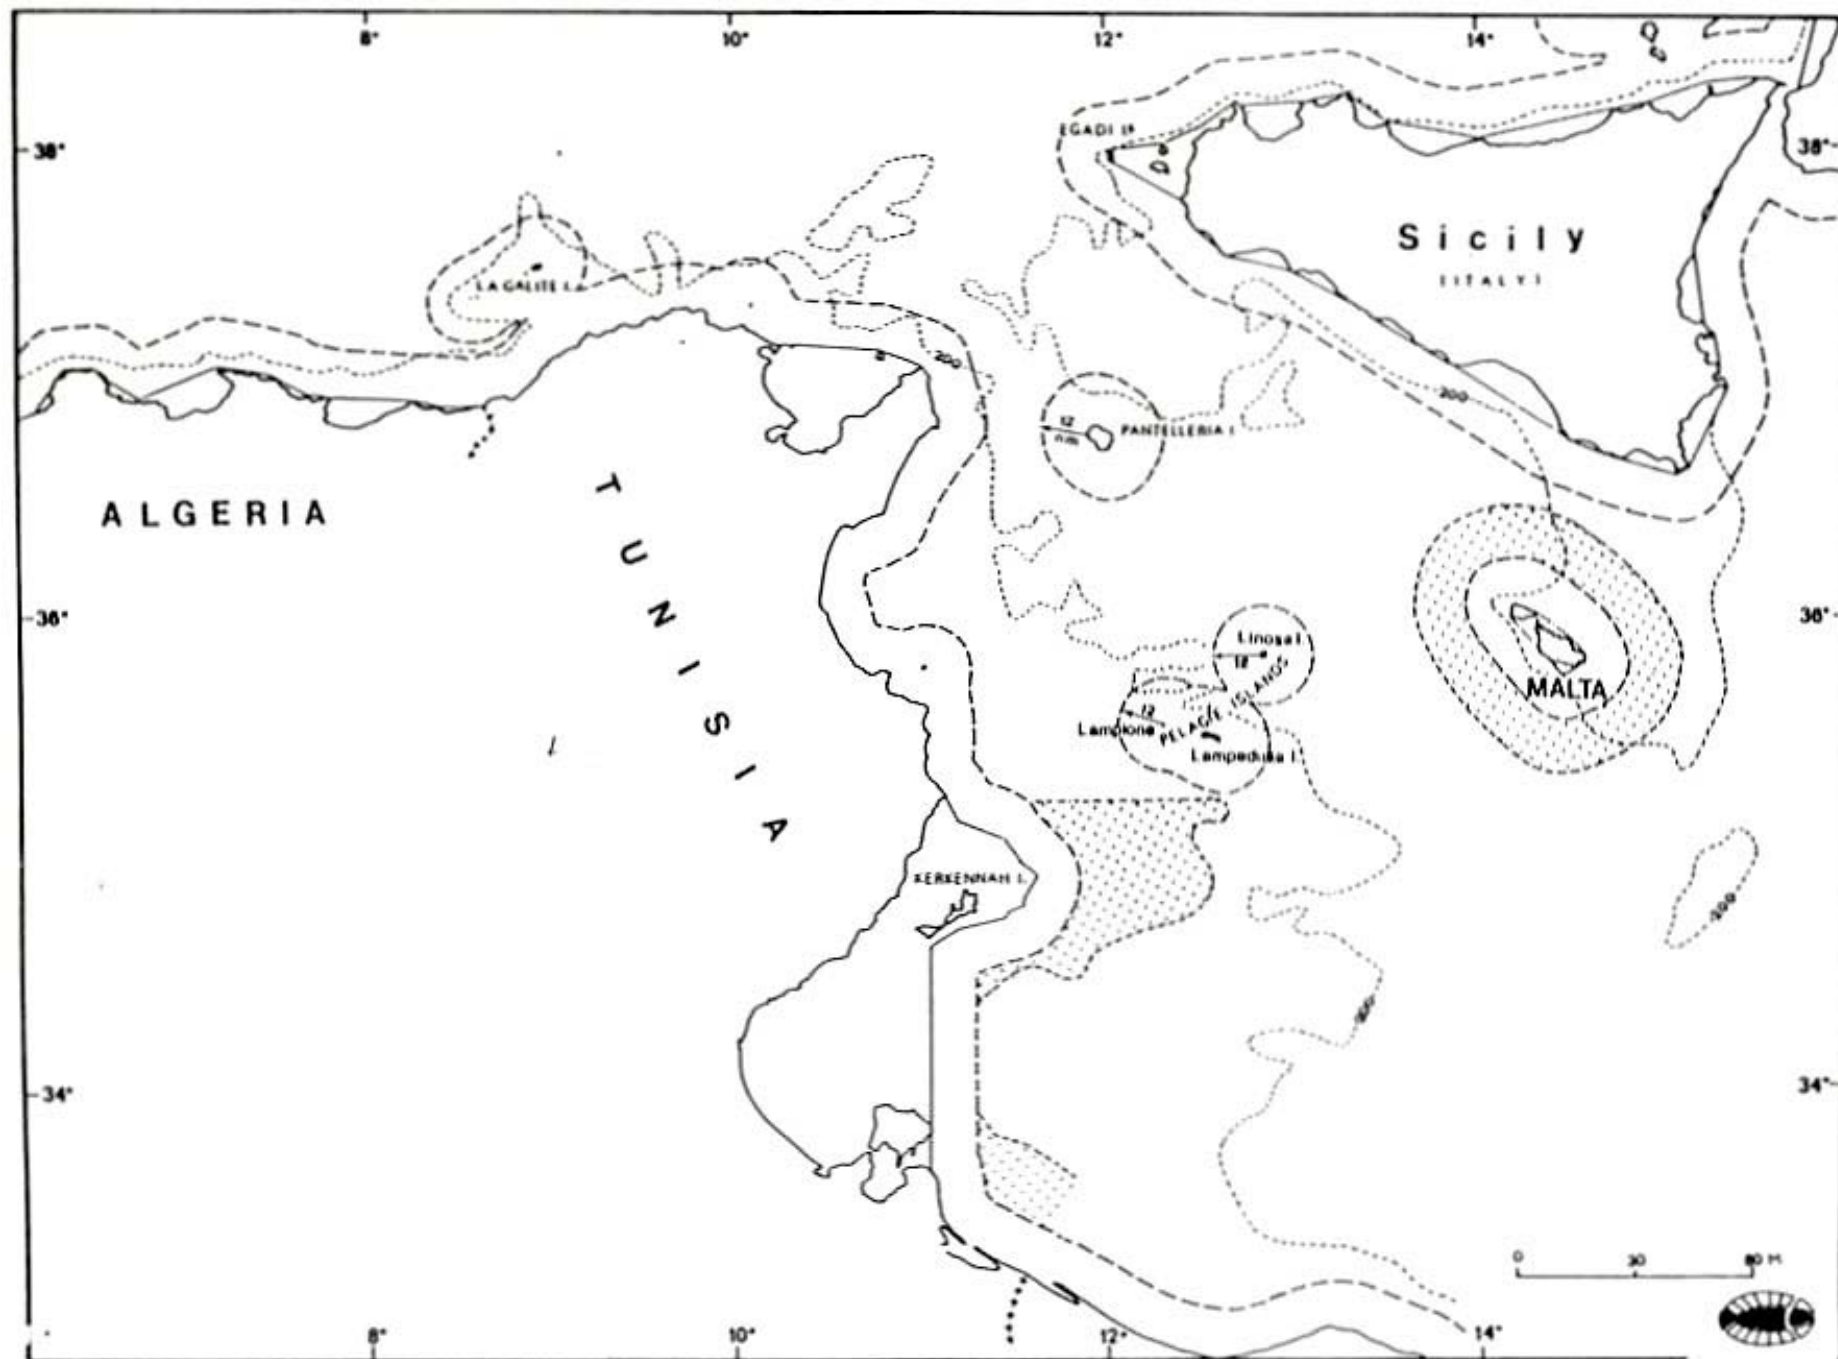 8° 10° 12° 14°
EGADI Is
38° 38°
Sicily
(ITALY)
LA GALITE I.
200
200
12
nm
PANTELLERIA I.
ALGERIA
TUNISIA
36° 36°
Linosa I.
12
PELAGIE ISLANDS
12
Lampione
Lampedusa I.
MALTA
KERKENNAH I.
200
200
34° 34°
0 30 60 M
8° 10° 12° 14°